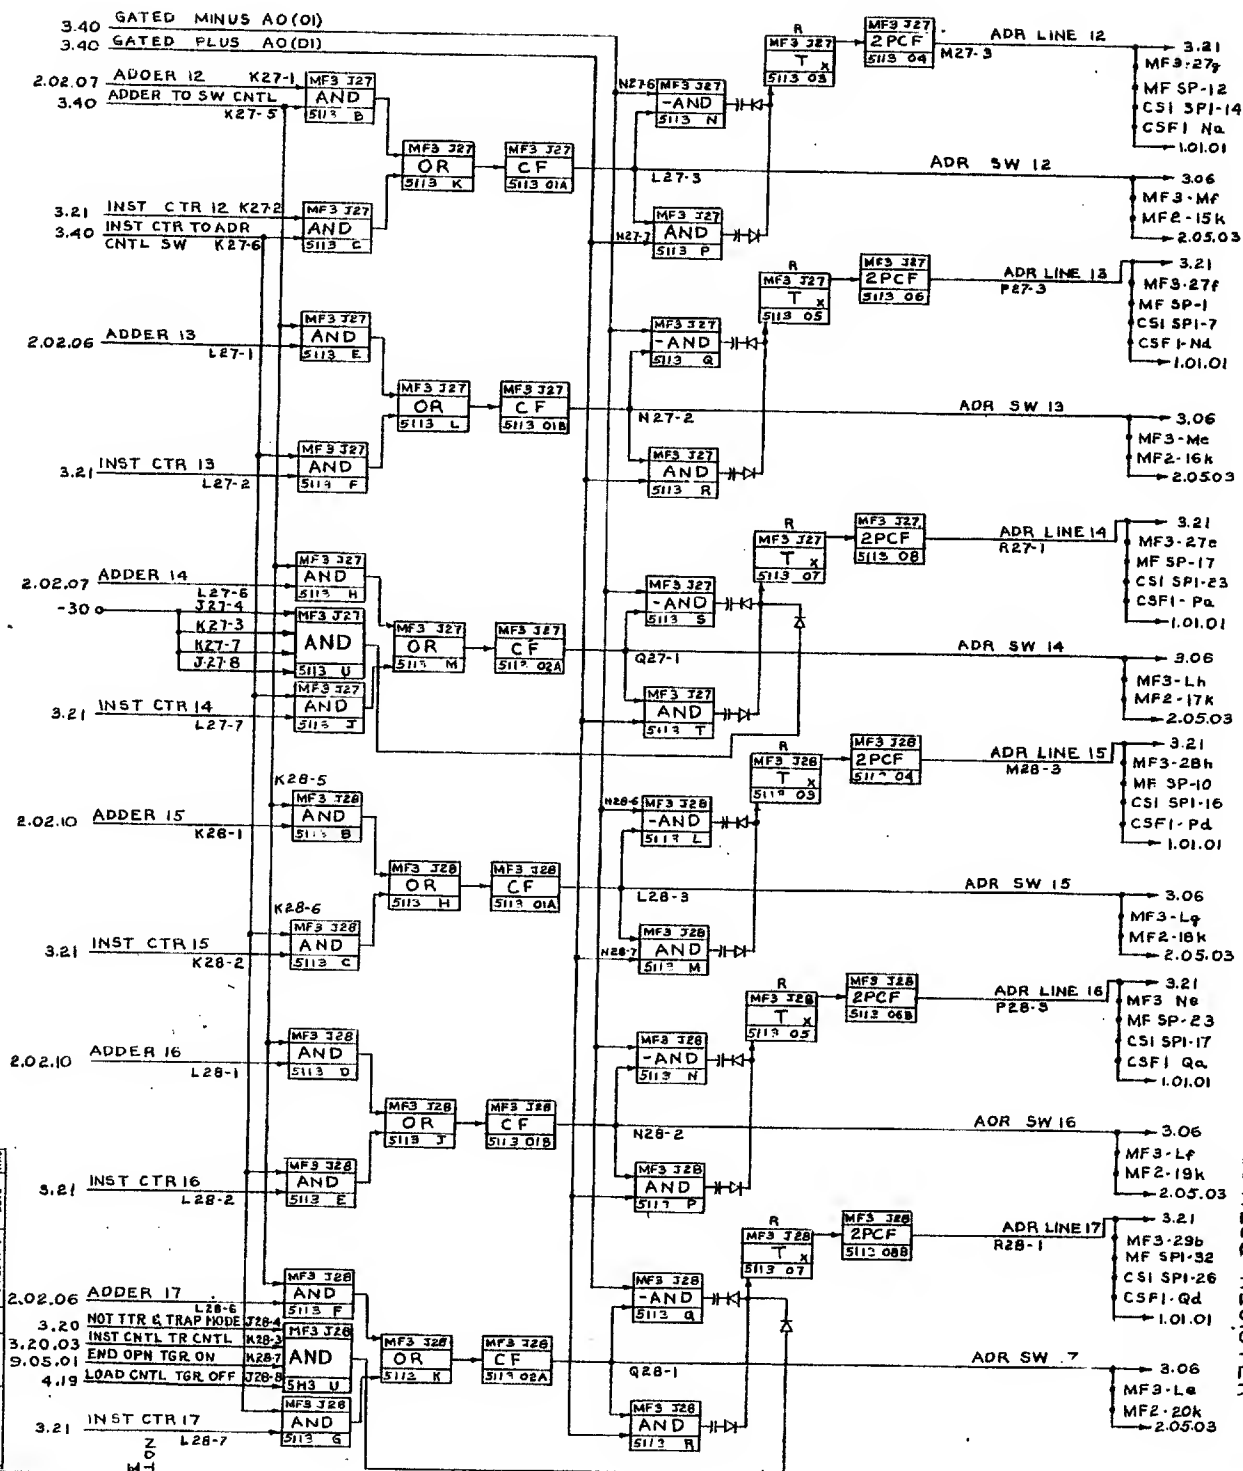 3.40 GATED MINUS AO(OI)
3.40 GATED PLUS AO(DI)
2.02.07 ADDER 12 K27-1
3.40 ADDER TO SW CNTL K27-5
MF3 J27 AND 5113 B
MF3 J27 OR 5113 K
MF3 J27 CF 5113 01A
3.21 INST CTR 12 K27-2
3.40 INST CTR TO ADR CNTL SW K27-6
MF3 J27 AND 5113 C
N27-6 MF3 J27 -AND 5113 N
L27-3
N27-7 MF3 J27 AND 5113 P
R
MF3 J27 T X 5113 03
MF3 J27 2PCF 5113 04
M27-3 ADR LINE 12
3.21
MF3-27g
MF SP-12
CSI SPI-14
CSF1 Na
1.01.01
ADR SW 12
3.06
MF3-Mf
MF2-15k
2.05.03
2.02.06 ADDER 13 L27-1
MF3 J27 AND 5113 E
MF3 J27 OR 5113 L
MF3 J27 CF 5113 01B
3.21 INST CTR 13 L27-2
MF3 J27 AND 5113 F
MF3 J27 -AND 5113 Q
N27-2
MF3 J27 AND 5113 R
R
MF3 J27 T X 5113 05
MF3 J27 2PCF 5113 06
ADR LINE 13 P27-3
3.21
MF3-27f
MF SP-1
CSI SPI-7
CSF1-Nd
1.01.01
ADR SW 13
3.06
MF3-Me
MF2-16k
2.05.03
2.02.07 ADDER 14 L27-6
MF3 J27 AND 5113 H
-30
J27-4
K27-3
K27-7
J27-8
MF3 J27 AND 5113 U
MF3 J27 OR 5113 M
MF3 J27 CF 5113 02A
3.21 INST CTR 14 L27-7
MF3 J27 AND 5113 J
MF3 J27 -AND 5113 S
Q27-1
MF3 J27 AND 5113 T
R
MF3 J27 T X 5113 07
MF3 J27 2PCF 5113 08
ADR LINE 14 R27-1
3.21
MF3-27e
MF SP-17
CSI SPI-23
CSF1-Pa
1.01.01
ADR SW 14
3.06
MF3-Lh
MF2-17k
2.05.03
K28-5
2.02.10 ADDER 15 K28-1
MF3 J28 AND 5113 B
MF3 J28 OR 5113 H
MF3 J28 CF 5113 01A
K28-6
3.21 INST CTR 15 K28-2
MF3 J28 AND 5113 C
N28-6 MF3 J28 -AND 5113 L
L28-3
N28-7 MF3 J28 AND 5113 M
R
MF3 J28 T X 5113 03
MF3 J28 2PCF 5113 04
ADR LINE 15 M28-3
3.21
MF3-28h
MF SP-10
CSI SPI-16
CSF1-Pd
1.01.01
ADR SW 15
3.06
MF3-Lg
MF2-18k
2.05.03
2.02.10 ADDER 16 L28-1
MF3 J28 AND 5113 D
MF3 J28 OR 5113 J
MF3 J28 CF 5113 01B
3.21 INST CTR 16 L28-2
MF3 J28 AND 5113 E
MF3 J28 -AND 5113 N
N28-2
MF3 J28 AND 5113 P
R
MF3 J28 T X 5113 05
MF3 J28 2PCF 5113 06B
ADR LINE 16 P28-3
3.21
MF3 Ne
MF SP-23
CSI SPI-17
CSF1 Qa
1.01.01
ADR SW 16
3.06
MF3-Lf
MF2-19k
2.05.03
2.02.06 ADDER 17 L28-6
MF3 J28 AND 5113 F
3.20 NOT TTR & TRAP MODE J28-4
3.20.03 INST CNTL TR CNTL K28-3
9.05.01 END OPN TGR ON K28-7
4.19 LOAD CNTL TGR OFF J28-8
MF3 J28 AND 5113 U
MF3 J28 OR 5113 K
MF3 J28 CF 5113 02A
3.21 INST CTR 17 L28-7
MF3 J28 AND 5113 G
MF3 J28 -AND 5113 Q
Q28-1
MF3 J28 AND 5113 R
R
MF3 J28 T X 5113 07
MF3 J28 2PCF 5113 08B
ADR LINE 17 R28-1
3.21
MF3-29b
MF SPI-32
CSI SPI-26
CSF1-Qd
1.01.01
ADR SW 7
3.06
MF3-Le
MF2-20k
2.05.03